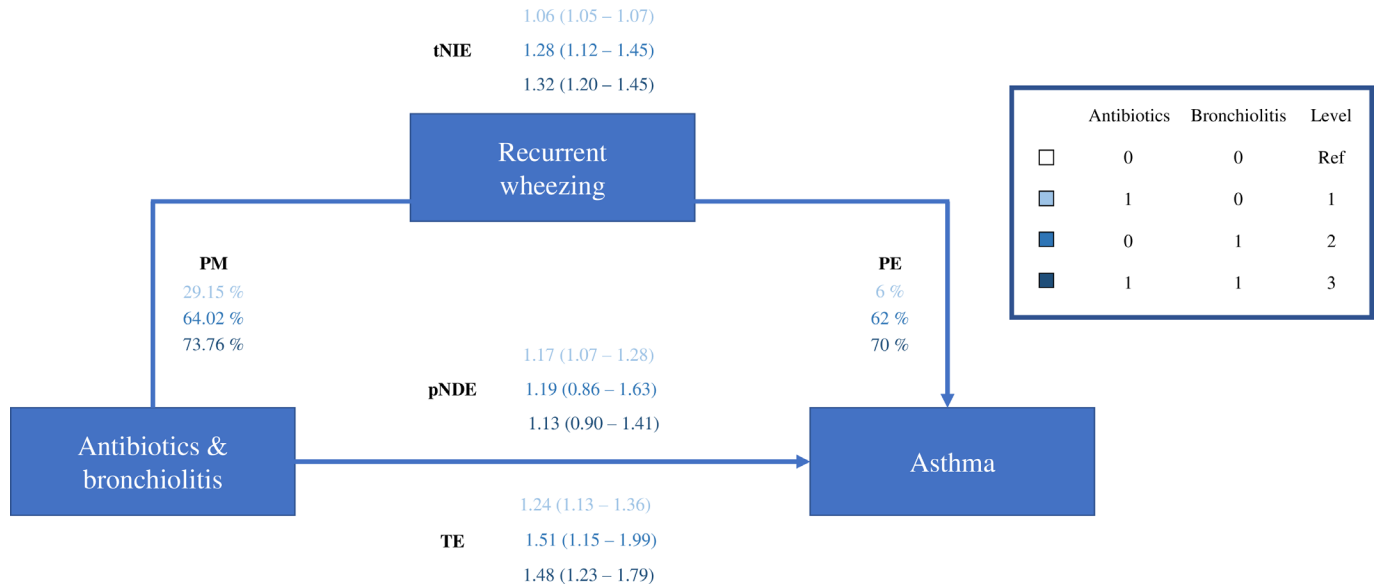 1.06 (1.05 – 1.07)
tNIE
1.28 (1.12 – 1.45)
1.32 (1.20 – 1.45)
Recurrent
wheezing
Antibiotics Bronchiolitis Level
0 0 Ref
1 0 1
0 1 2
1 1 3
PM
29.15 %
64.02 %
73.76 %
PE
6 %
62 %
70 %
1.17 (1.07 – 1.28)
pNDE
1.19 (0.86 – 1.63)
1.13 (0.90 – 1.41)
Antibiotics &
bronchiolitis
Asthma
1.24 (1.13 – 1.36)
TE
1.51 (1.15 – 1.99)
1.48 (1.23 – 1.79)